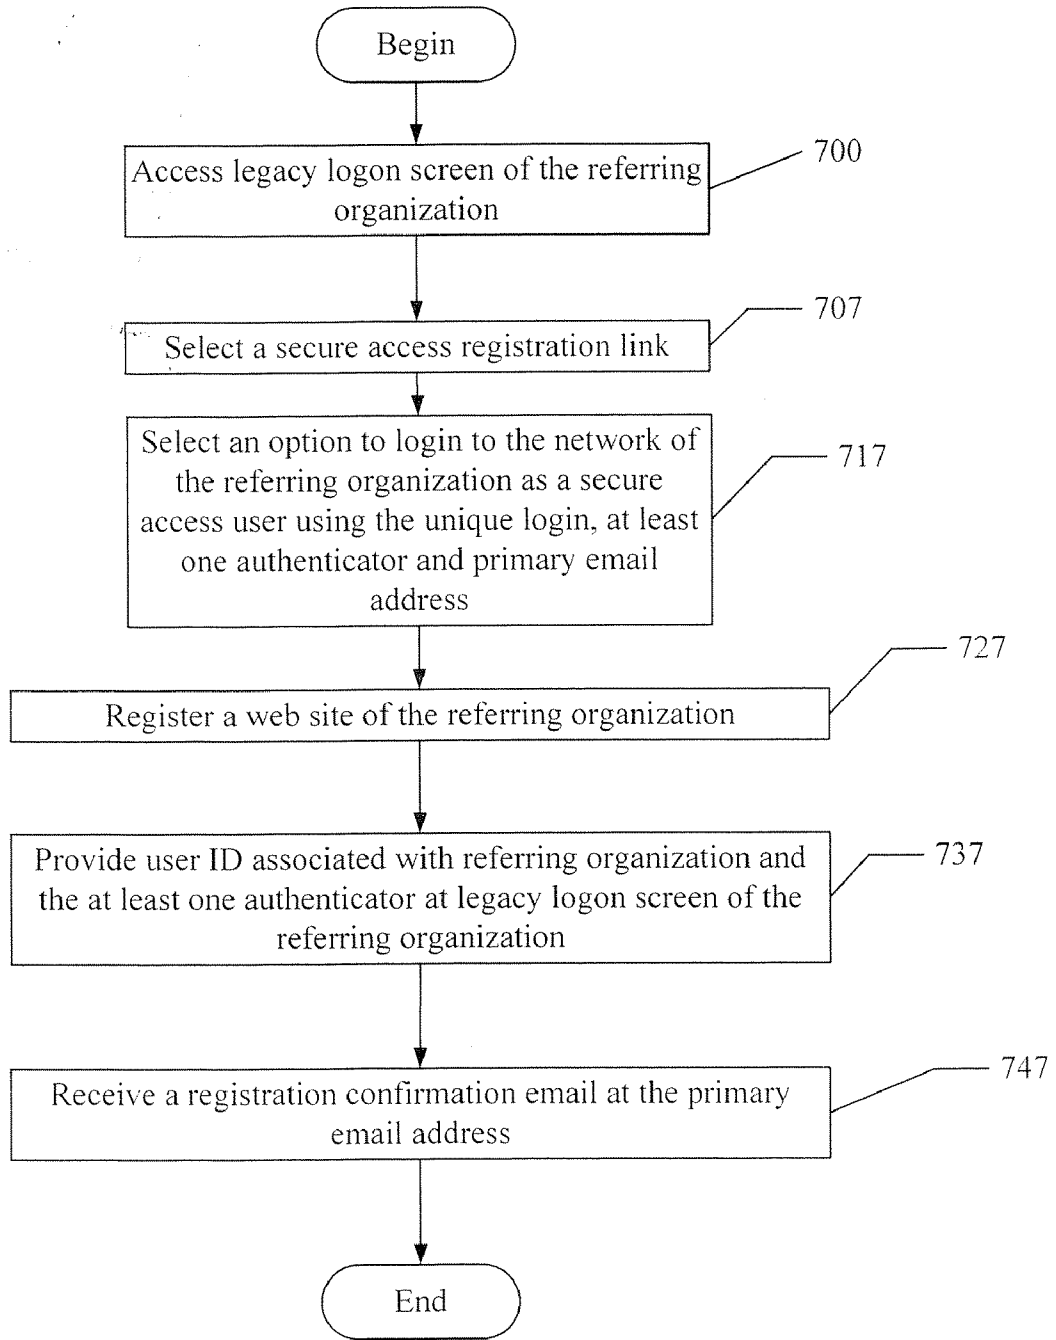 Begin
Access legacy logon screen of the referring
organization
700
Select a secure access registration link
707
Select an option to login to the network of
the referring organization as a secure
access user using the unique login, at least
one authenticator and primary email
address
717
Register a web site of the referring organization
727
Provide user ID associated with referring organization and
the at least one authenticator at legacy logon screen of the
referring organization
737
Receive a registration confirmation email at the primary
email address
747
End